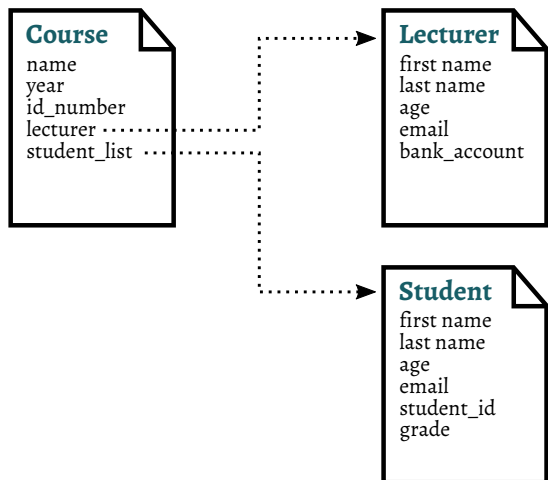 Course
name
year
id_number
lecturer
student_list
Lecturer
first name
last name
age
email
bank_account
Student
first name
last name
age
email
student_id
grade